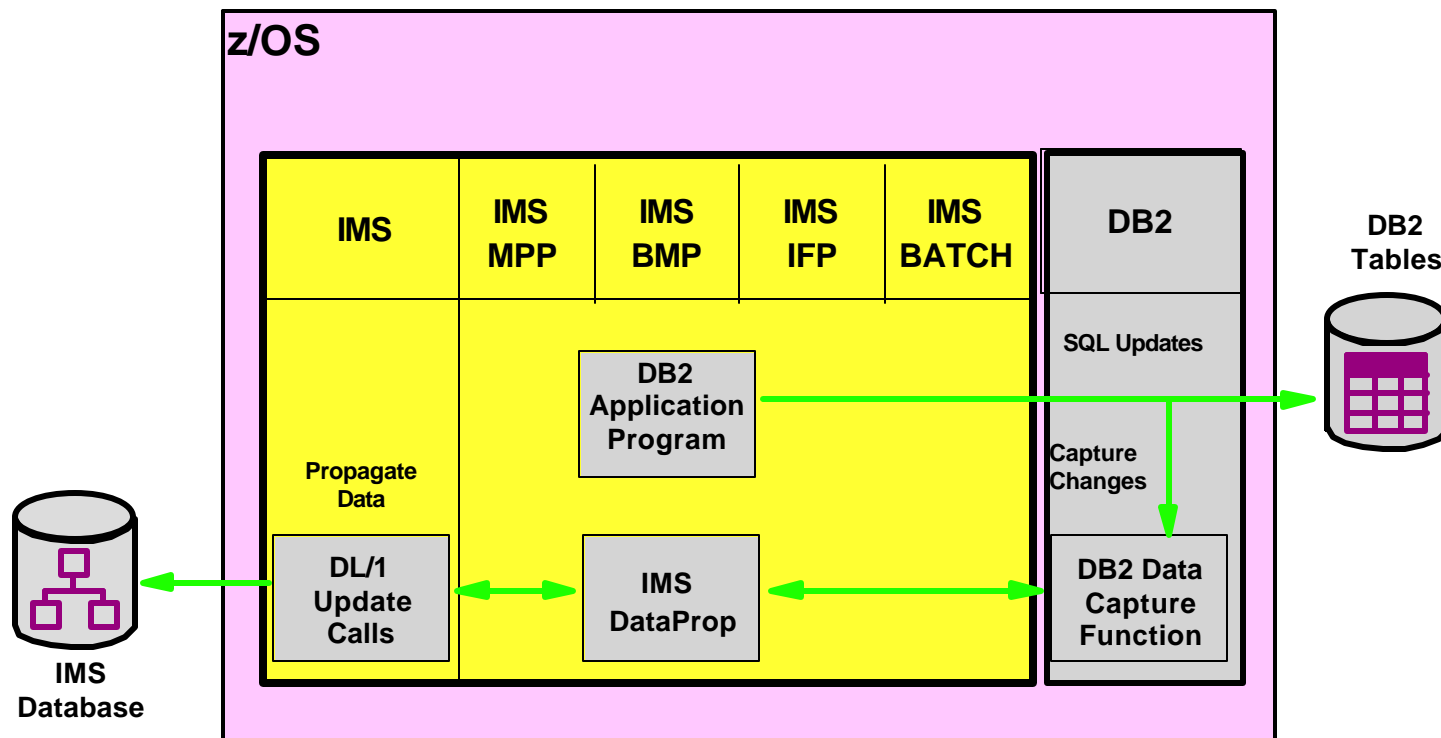 z/OS
IMS
IMS
MPP
IMS
BMP
IMS
IFP
IMS
BATCH
DB2
DB2
Tables
SQL Updates
DB2
Application
Program
Capture
Changes
Propagate
Data
DL/1
Update
Calls
IMS
DataProp
DB2 Data
Capture
Function
IMS
Database